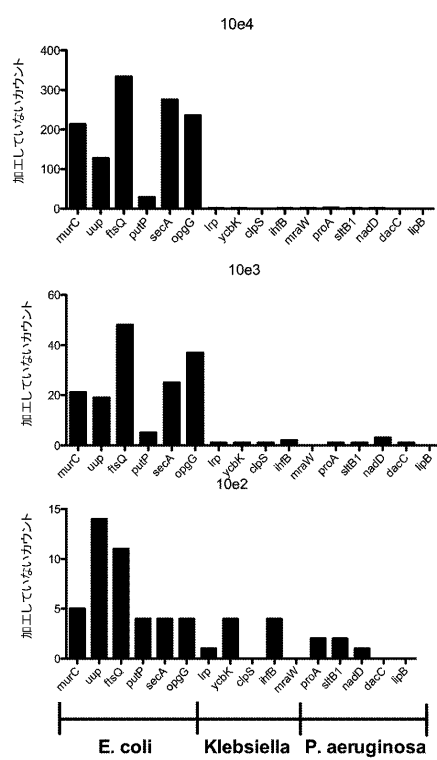 10e4
加工していないカウント
400
300
200
100
0
murC uup ftsQ putP secA opgG lrp ycbK clpS ihfB mraW proA sltB1 nadD dacC lipB
10e3
加工していないカウント
60
40
20
0
murC uup ftsQ putP secA opgG lrp ycbK clpS ihfB mraW proA sltB1 nadD dacC lipB
10e2
加工していないカウント
15
10
5
0
murC uup ftsQ putP secA opgG lrp ycbK clpS ihfB mraW proA sltB1 nadD dacC lipB
E. coli Klebsiella P. aeruginosa